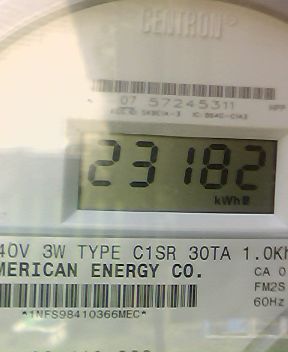 CENTRON®
07 57245311
23182
kWh
40V 3W TYPE C1SR 30TA 1.0Kh
MERICAN ENERGY CO.
CA 0
FM2S
60Hz
*1NFS98410366MEC*